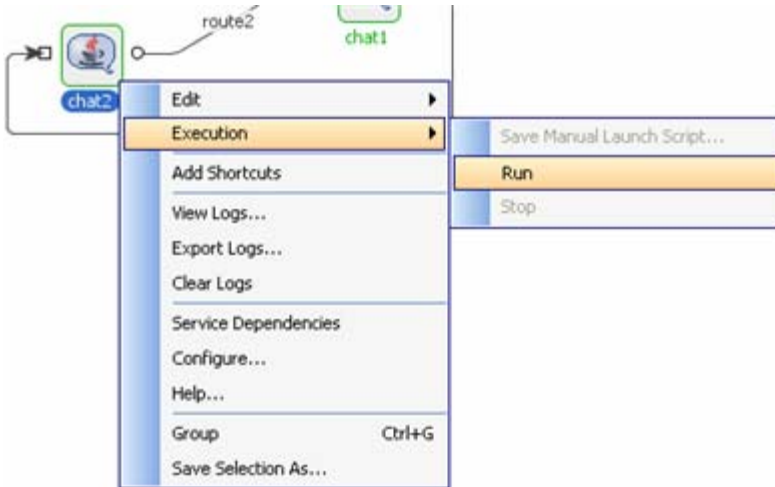 route2
chat1
chat2
Edit
Execution
Save Manual Launch Script...
Add Shortcuts
Run
View Logs...
Stop
Export Logs...
Clear Logs
Service Dependencies
Configure...
Help...
Group Ctrl+G
Save Selection As...